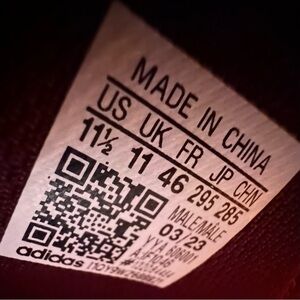 MADE IN CHINA
US UK FR JP CHN
11½ 11 46 295 285
MALE/MALE
03/23
adidas